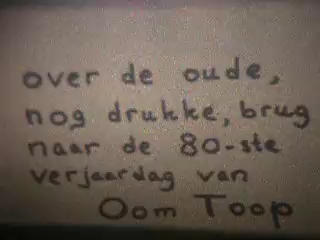 over de oude,
nog drukke, brug
naar de 80-ste
verjaardag van
Oom Toop